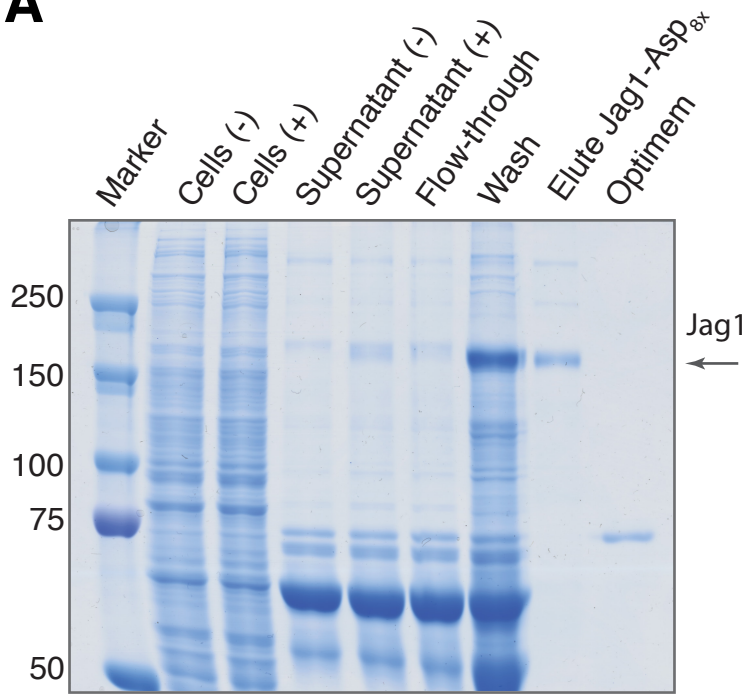 A
Marker
Cells (-)
Cells (+)
Supernatant (-)
Supernatant (+)
Flow-through
Wash
Elute Jag1-Asp8x
Optimem
250
150
100
75
50
Jag1